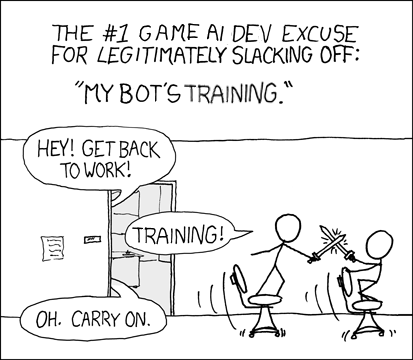 THE #1 GAME AI DEV EXCUSE
FOR LEGITIMATELY SLACKING OFF:
"MY BOT'S TRAINING."
HEY! GET BACK
TO WORK!
TRAINING!
OH. CARRY ON.